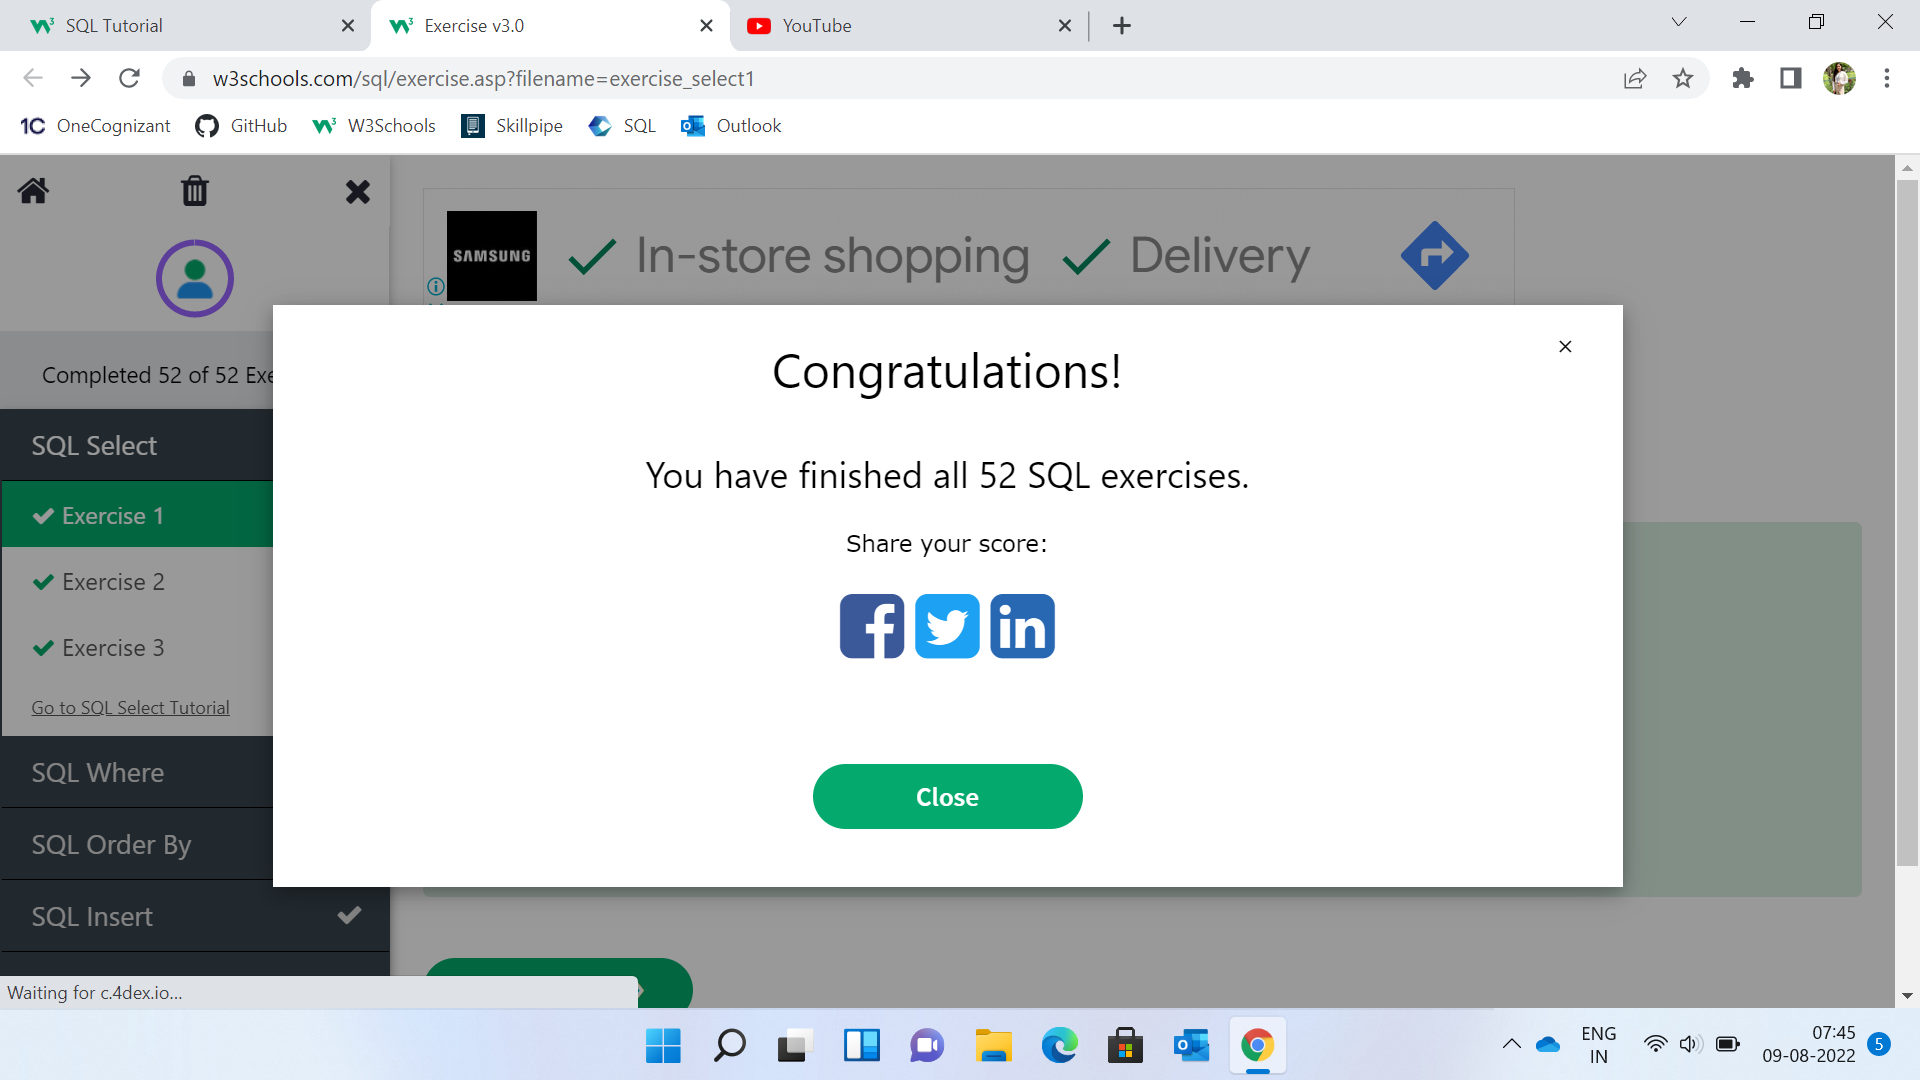 SQL Tutorial
Exercise v3.0
YouTube
w3schools.com/sql/exercise.asp?filename=exercise_select1
1C OneCognizant
GitHub
W3Schools
Skillpipe
SQL
Outlook
SAMSUNG
In-store shopping
Delivery
Completed 52 of 52 Exe
Congratulations!
You have finished all 52 SQL exercises.
Share your score:
Close
SQL Select
Exercise 1
Exercise 2
Exercise 3
Go to SQL Select Tutorial
SQL Where
SQL Order By
SQL Insert
Waiting for c.4dex.io...
ENG
IN
07:45
09-08-2022
5